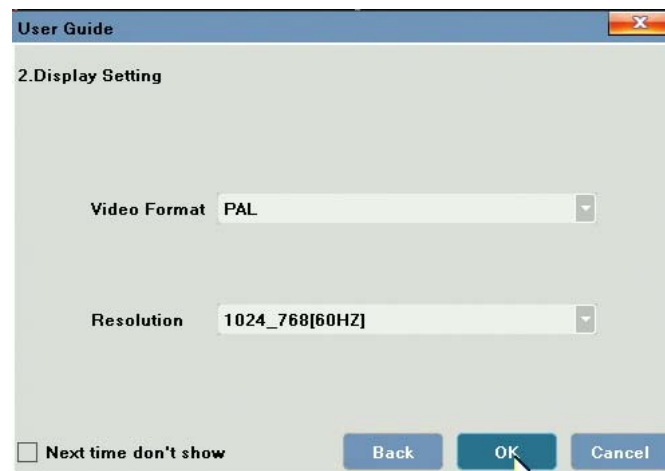 User Guide
2.Display Setting
Video Format PAL
Resolution 1024_768[60HZ]
Next time don't show Back OK Cancel